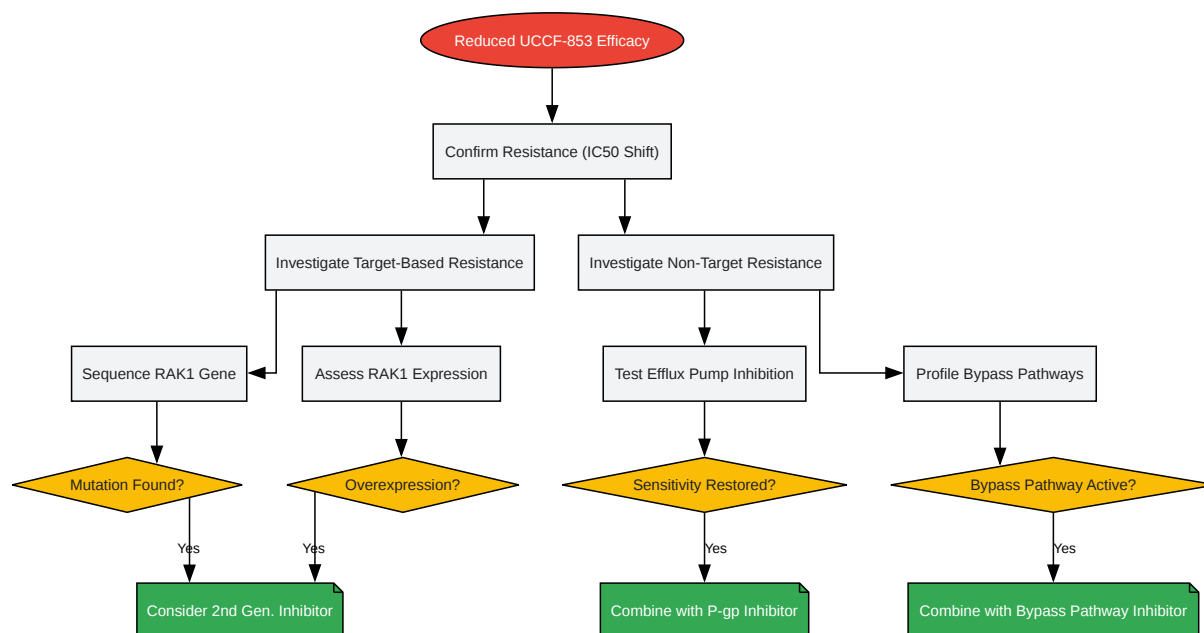 Reduced UCCF-853 Efficacy
Confirm Resistance (IC50 Shift)
Investigate Target-Based Resistance
Investigate Non-Target Resistance
Sequence RAK1 Gene
Assess RAK1 Expression
Test Efflux Pump Inhibition
Profile Bypass Pathways
Mutation Found?
Overexpression?
Sensitivity Restored?
Bypass Pathway Active?
Yes
Yes
Yes
Yes
Consider 2nd Gen. Inhibitor
Combine with P-gp Inhibitor
Combine with Bypass Pathway Inhibitor